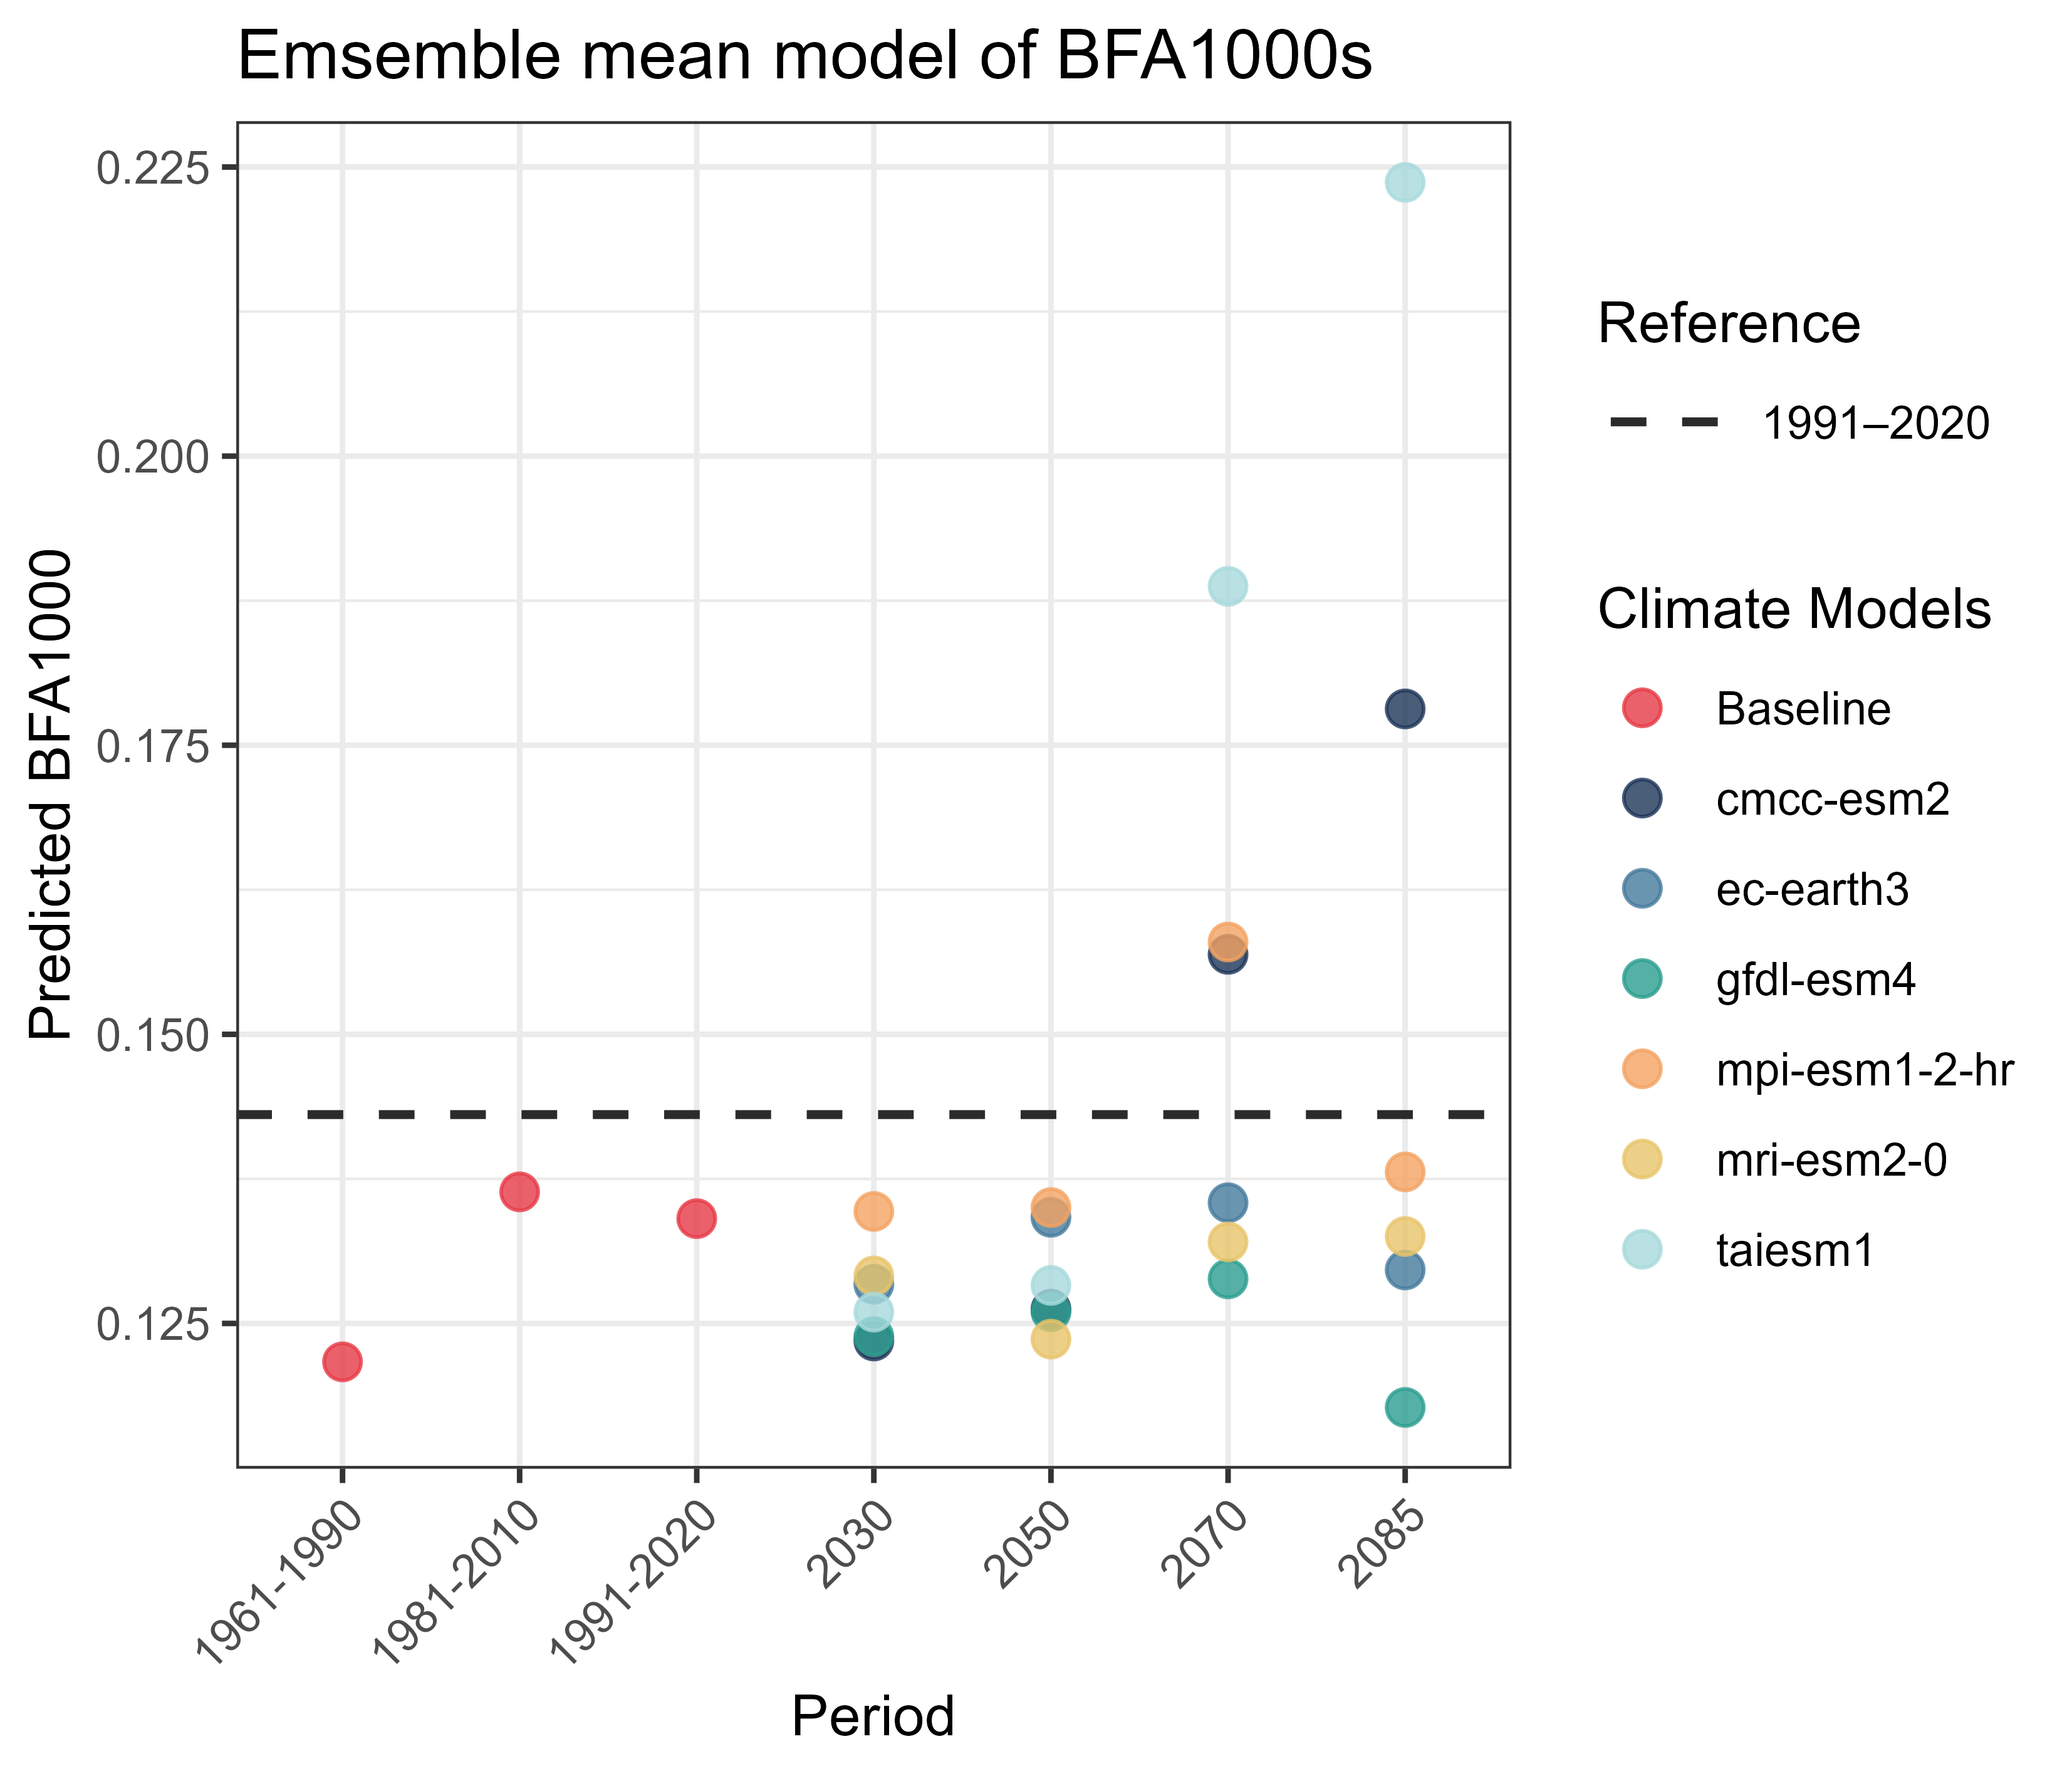 Emsemble mean model of BFA1000s
Predicted BFA1000
0.225
0.200
0.175
0.150
0.125
1961-1990
1981-2010
1991-2020
2030
2050
2070
2085
Period
Reference
1991–2020
Climate Models
Baseline
cmcc-esm2
ec-earth3
gfdl-esm4
mpi-esm1-2-hr
mri-esm2-0
taiesm1